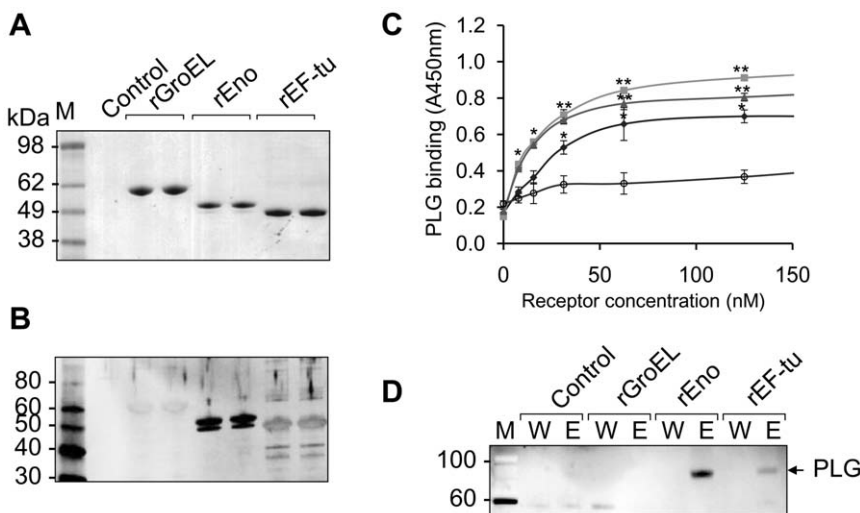 A
Control
rGroEL
rEno
rEF-tu
kDa M
98
62
49
38
B
80
60
50
40
30
C
PLG binding (A450nm)
1.0
0.8
0.6
0.4
0.2
0.0
** ** **
** **
* * * * *
0 50 100 150
Receptor concentration (nM)
D
Control
rGroEL
rEno
rEF-tu
M W E W E W E W E
100
60
PLG